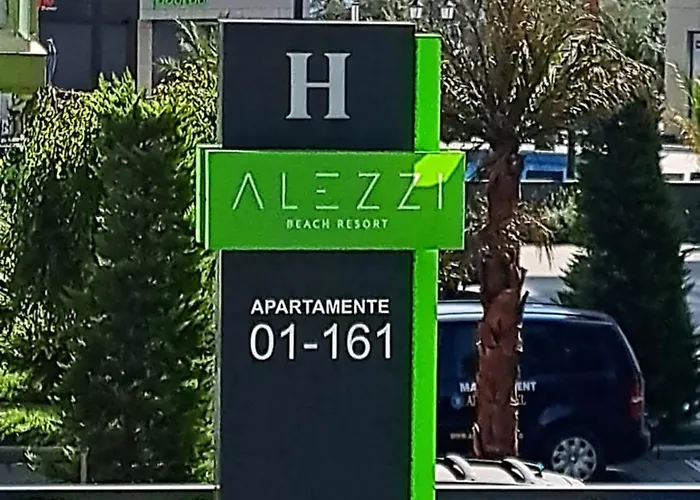 H
ALEZZI
BEACH RESORT
APARTAMENTE
01-161